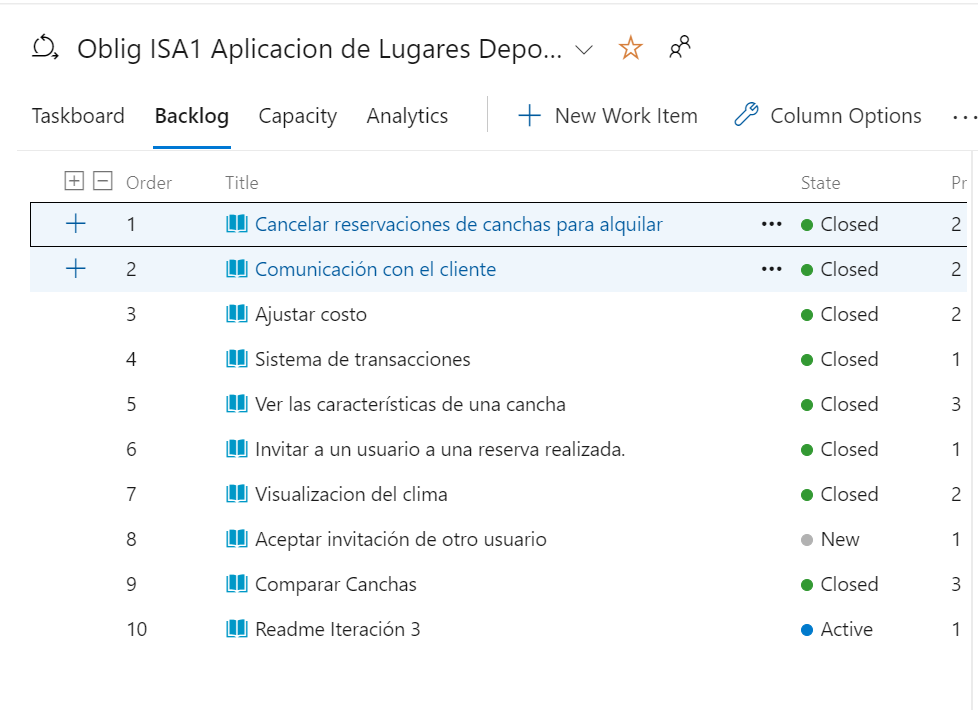 Oblig ISA1 Aplicacion de Lugares Depo...
Taskboard Backlog Capacity Analytics New Work Item Column Options ...
Order Title State Pr
1 Cancelar reservaciones de canchas para alquilar ... Closed 2
2 Comunicación con el cliente ... Closed 2
3 Ajustar costo Closed 2
4 Sistema de transacciones Closed 1
5 Ver las características de una cancha Closed 3
6 Invitar a un usuario a una reserva realizada. Closed 1
7 Visualizacion del clima Closed 2
8 Aceptar invitación de otro usuario New 1
9 Comparar Canchas Closed 3
10 Readme Iteración 3 Active 1